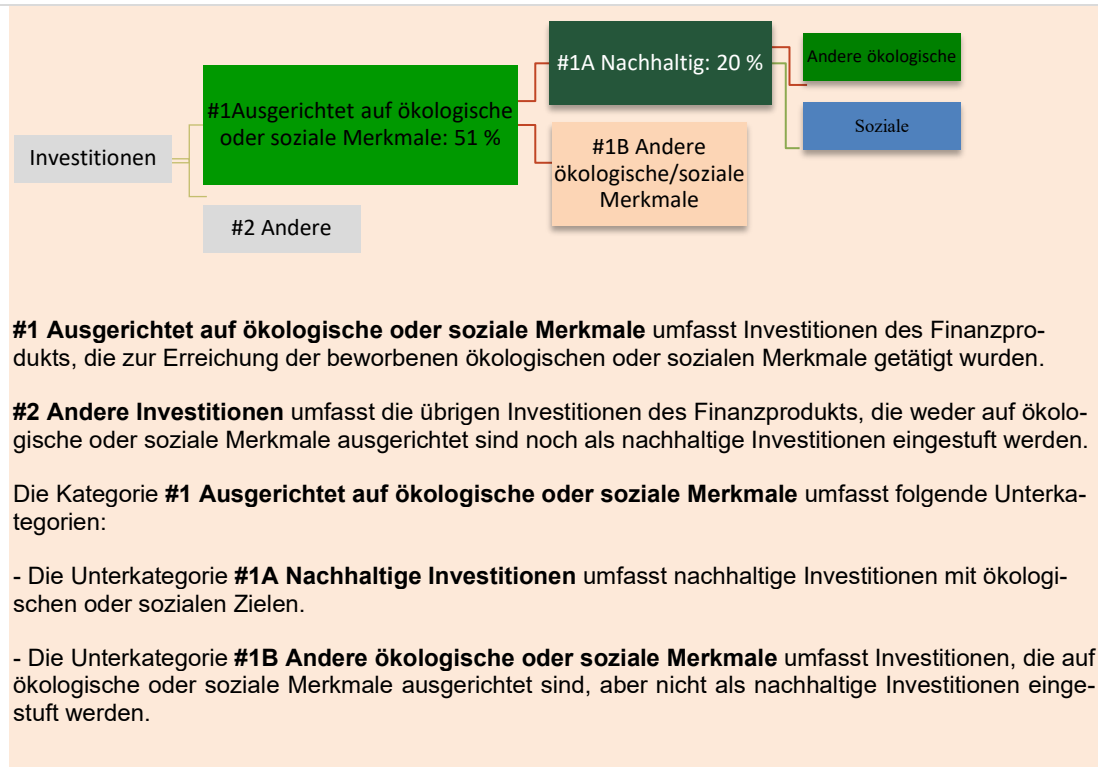 #1A Nachhaltig: 20 %
Andere ökologische
#1Ausgerichtet auf ökologische
oder soziale Merkmale: 51 %
Soziale
Investitionen
#1B Andere
ökologische/soziale
Merkmale
#2 Andere
#1 Ausgerichtet auf ökologische oder soziale Merkmale umfasst Investitionen des Finanzpro-
dukts, die zur Erreichung der beworbenen ökologischen oder sozialen Merkmale getätigt wurden.
#2 Andere Investitionen umfasst die übrigen Investitionen des Finanzprodukts, die weder auf ökolo-
gische oder soziale Merkmale ausgerichtet sind noch als nachhaltige Investitionen eingestuft werden.
Die Kategorie #1 Ausgerichtet auf ökologische oder soziale Merkmale umfasst folgende Unterka-
tegorien:
- Die Unterkategorie #1A Nachhaltige Investitionen umfasst nachhaltige Investitionen mit ökologi-
schen oder sozialen Zielen.
- Die Unterkategorie #1B Andere ökologische oder soziale Merkmale umfasst Investitionen, die auf
ökologische oder soziale Merkmale ausgerichtet sind, aber nicht als nachhaltige Investitionen einge-
stuft werden.